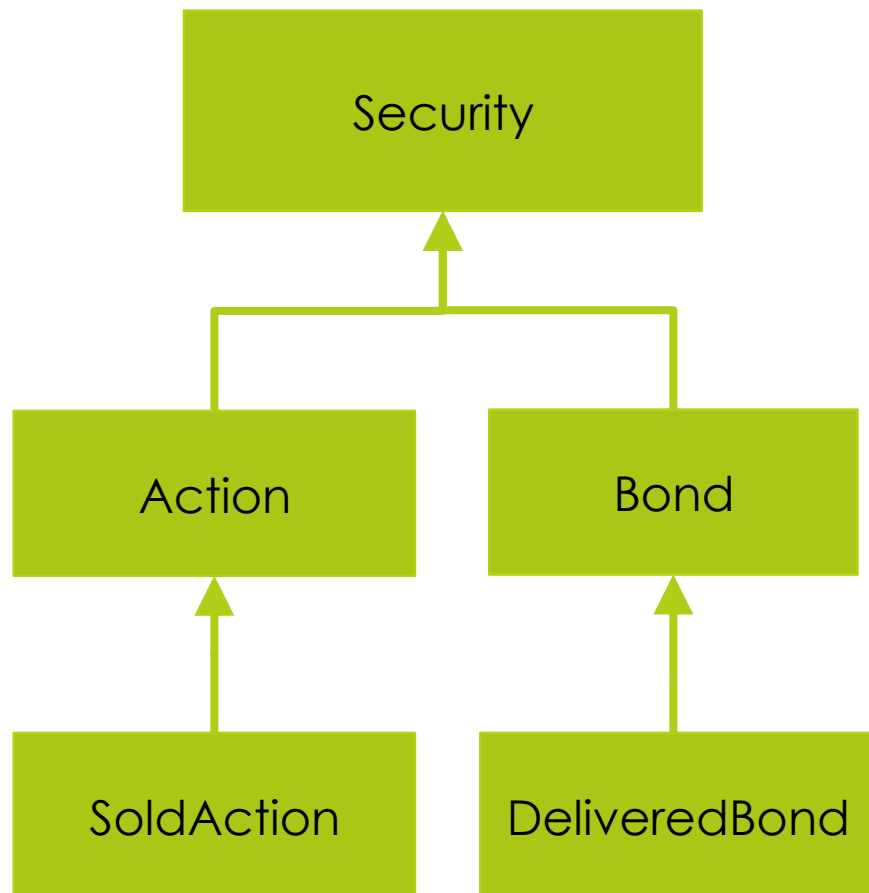 Security
Action
Bond
SoldAction
DeliveredBond